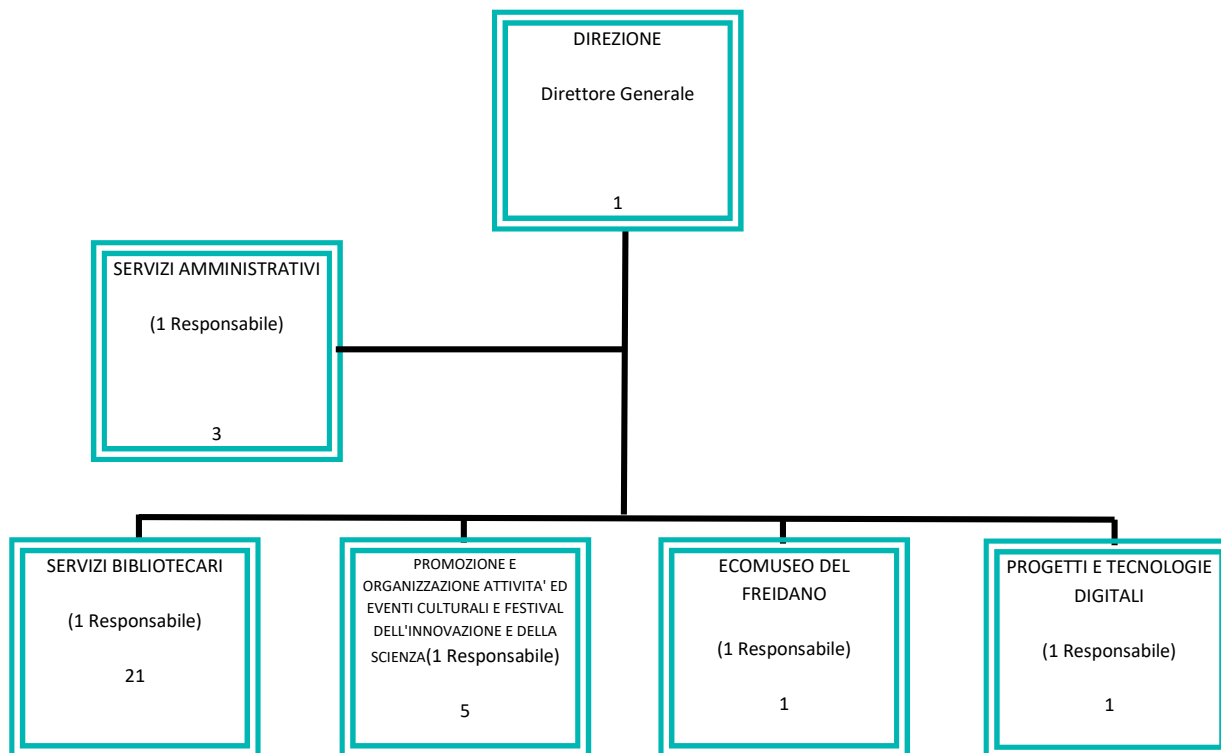 DIREZIONE
Direttore Generale
1
SERVIZI AMMINISTRATIVI
(1 Responsabile)
3
SERVIZI BIBLIOTECARI
(1 Responsabile)
21
PROMOZIONE E
ORGANIZZAZIONE ATTIVITA' ED
EVENTI CULTURALI E FESTIVAL
DELL'INNOVAZIONE E DELLA
SCIENZA(1 Responsabile)
5
ECOMUSEO DEL
FREIDANO
(1 Responsabile)
1
PROGETTI E TECNOLOGIE
DIGITALI
(1 Responsabile)
1